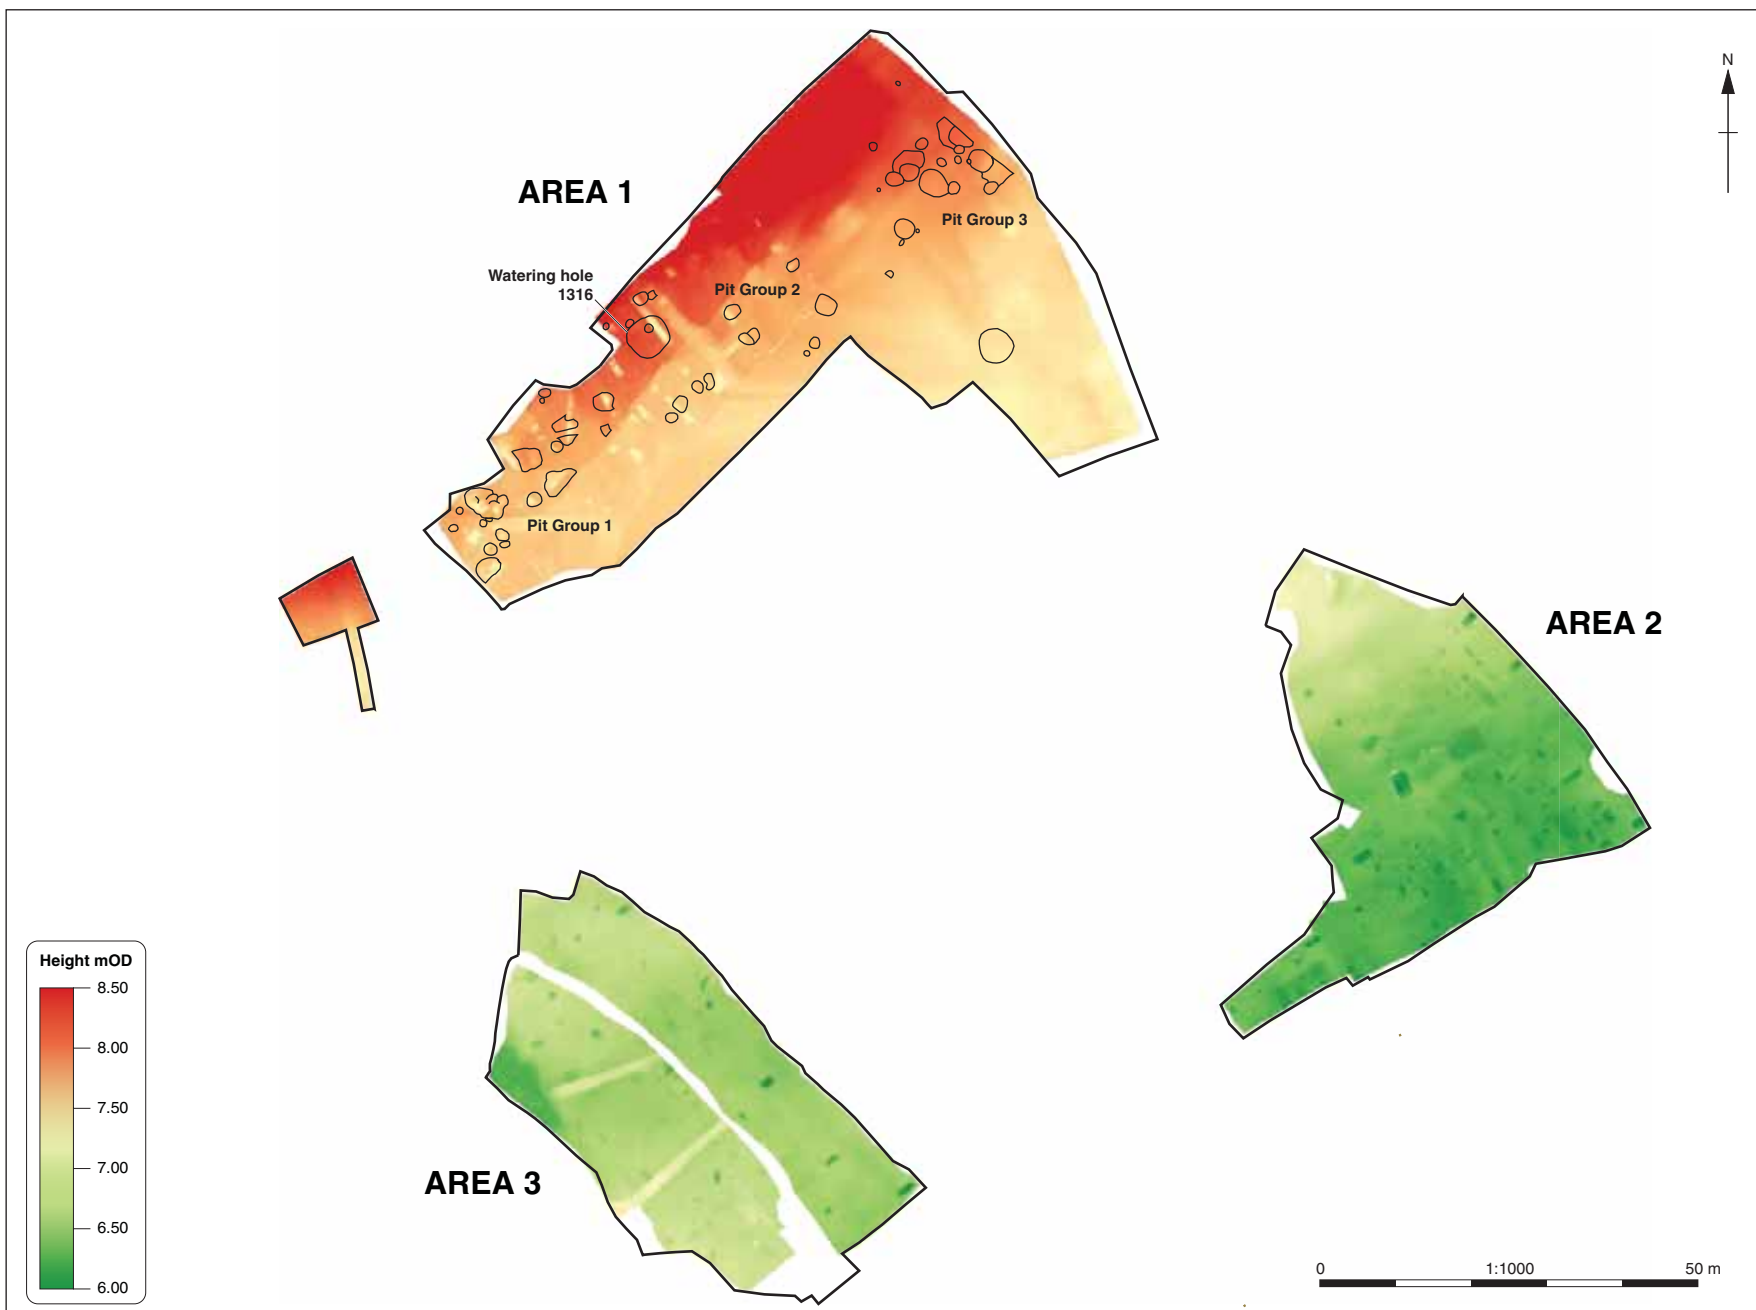 N
AREA 1
Pit Group 3
Watering hole
1316
Pit Group 2
Pit Group 1
AREA 2
AREA 3
Height mOD
8.50
8.00
7.50
7.00
6.50
6.00
0 1:1000 50 m